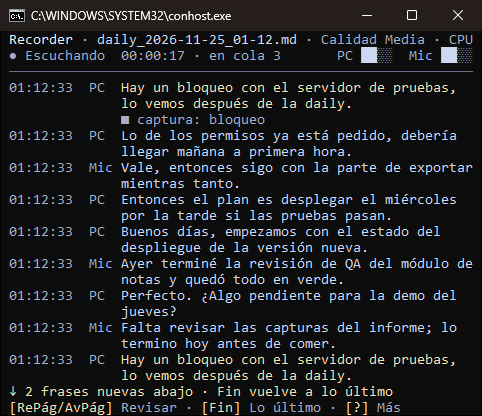 C:\WINDOWS\SYSTEM32\conhost.exe
Recorder · daily_2026-11-25_01-12.md · Calidad Media · CPU
● Escuchando 00:00:17 · en cola 3 PC Mic
01:12:33 PC Hay un bloqueo con el servidor de pruebas,
lo vemos después de la daily.
■ captura: bloqueo
01:12:33 PC Lo de los permisos ya está pedido, debería
llegar mañana a primera hora.
01:12:33 Mic Vale, entonces sigo con la parte de exportar
mientras tanto.
01:12:33 PC Entonces el plan es desplegar el miércoles
por la tarde si las pruebas pasan.
01:12:33 PC Buenos días, empezamos con el estado del
despliegue de la versión nueva.
01:12:33 Mic Ayer terminé la revisión de QA del módulo de
notas y quedó todo en verde.
01:12:33 PC Perfecto. ¿Algo pendiente para la demo del
jueves?
01:12:33 Mic Falta revisar las capturas del informe; lo
termino hoy antes de comer.
01:12:33 PC Hay un bloqueo con el servidor de pruebas,
lo vemos después de la daily.
↓ 2 frases nuevas abajo · Fin vuelve a lo último
[RePág/AvPág] Revisar · [Fin] Lo último · [?] Más